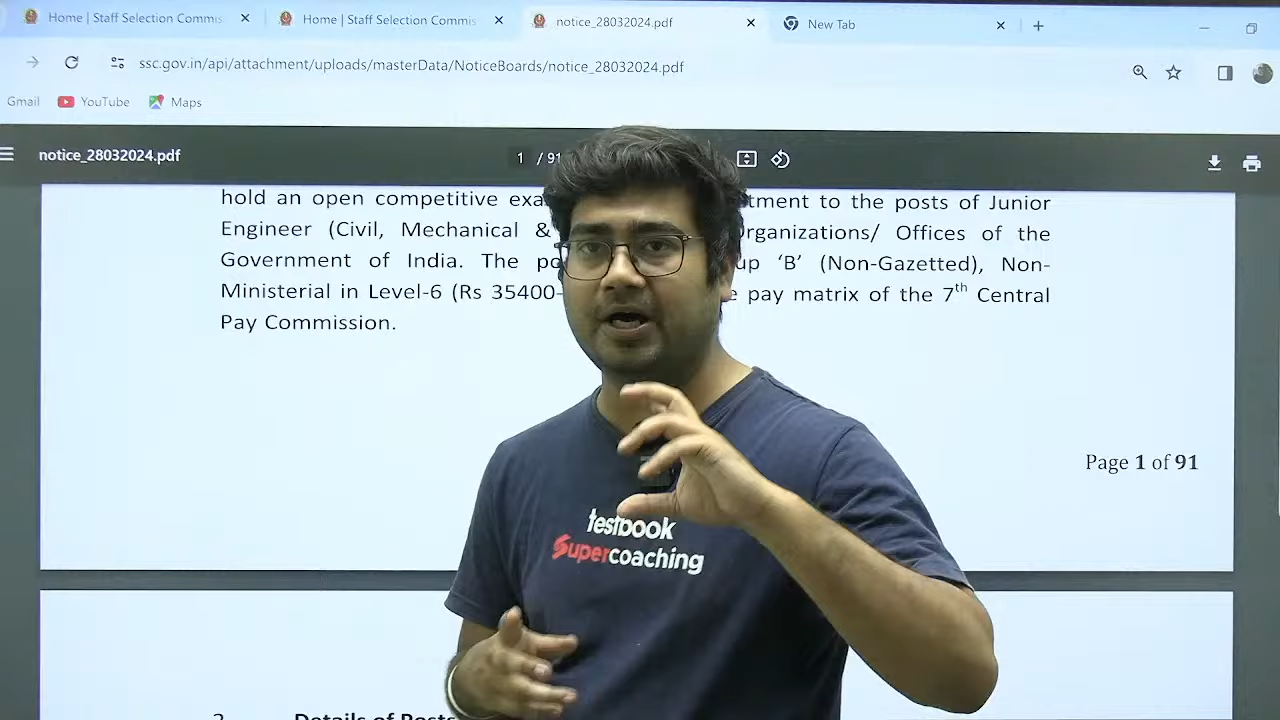 Home | Staff Selection Commis
Home | Staff Selection Commis
notice_28032024.pdf
New Tab
ssc.gov.in/api/attachment/uploads/masterData/NoticeBoards/notice_28032024.pdf
Gmail
YouTube
Maps
notice_28032024.pdf
1 / 91
hold an open competitive exa tment to the posts of Junior
Engineer (Civil, Mechanical & Organizations/ Offices of the
Government of India. The po up ‘B’ (Non-Gazetted), Non-
Ministerial in Level-6 (Rs 35400- e pay matrix of the 7th Central
Pay Commission.
Page 1 of 91
testbook
Supercoaching
2. Details of Posts